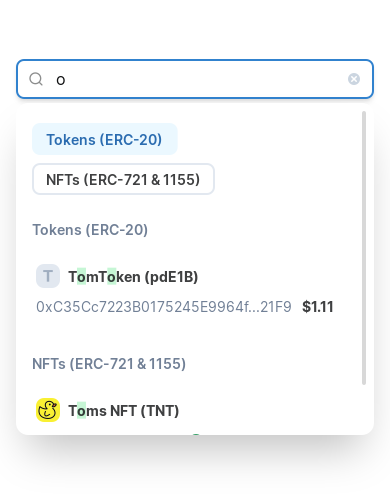 o
Tokens (ERC-20)
NFTs (ERC-721 & 1155)
Tokens (ERC-20)
T TomToken (pdE1B)
0xC35Cc7223B0175245E9964f...21F9 $1.11
NFTs (ERC-721 & 1155)
Toms NFT (TNT)